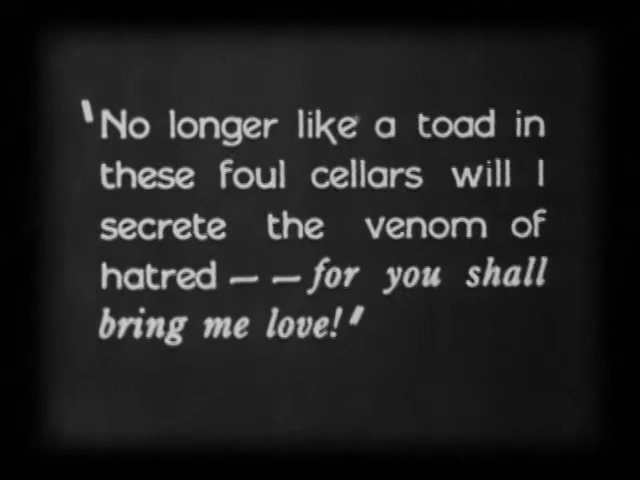 "No longer like a toad in
these foul cellars will I
secrete the venom of
hatred — — for you shall
bring me love!"